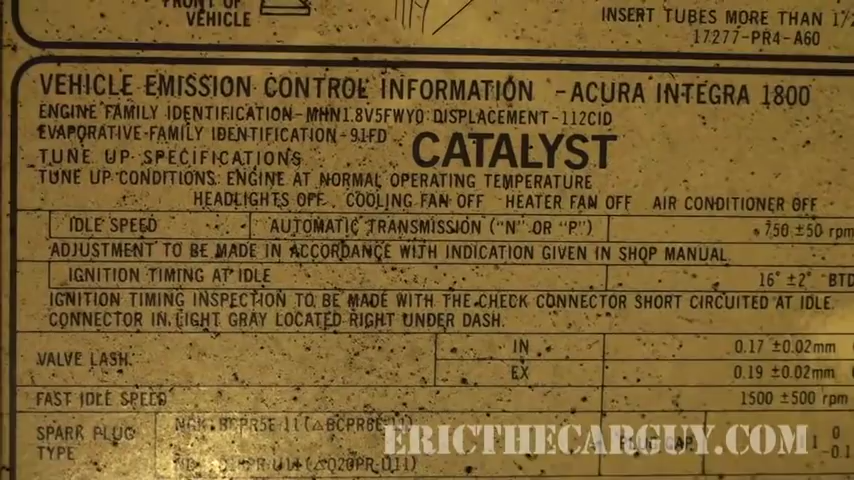 FRONT OF
VEHICLE
INSERT TUBES MORE THAN 1/2
17277-PR4-A60
VEHICLE EMISSION CONTROL INFORMATION - ACURA INTEGRA 1800
ENGINE FAMILY IDENTIFICATION-MHN1.8V5FWY0 DISPLACEMENT-112CID
EVAPORATIVE FAMILY IDENTIFICATION-91FD
CATALYST
TUNE UP SPECIFICATIONS
TUNE UP CONDITIONS: ENGINE AT NORMAL OPERATING TEMPERATURE
HEADLIGHTS OFF COOLING FAN OFF HEATER FAN OFF AIR CONDITIONER OFF
IDLE SPEED AUTOMATIC TRANSMISSION ("N" OR "P") 750 ±50 rpm
ADJUSTMENT TO BE MADE IN ACCORDANCE WITH INDICATION GIVEN IN SHOP MANUAL
IGNITION TIMING AT IDLE 16° ±2° BTD
IGNITION TIMING INSPECTION TO BE MADE WITH THE CHECK CONNECTOR SHORT CIRCUITED AT IDLE.
CONNECTOR IN LIGHT GRAY LOCATED RIGHT UNDER DASH.
VALVE LASH IN 0.17 ±0.02mm
EX 0.19 ±0.02mm
FAST IDLE SPEED 1500 ±500 rpm
SPARK PLUG
TYPE
PLUG GAP
ERICTHECARGUY.COM